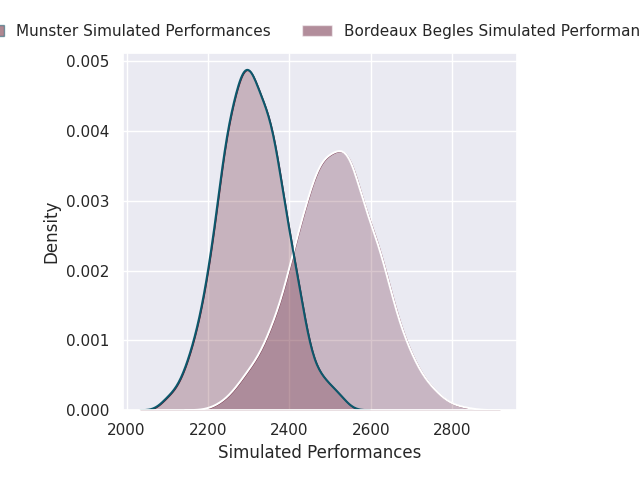 Munster Simulated Performances Bordeaux Begles Simulated Performan
0.005
0.004
0.003
0.002
0.001
0.000
Density
2000 2200 2400 2600 2800
Simulated Performances